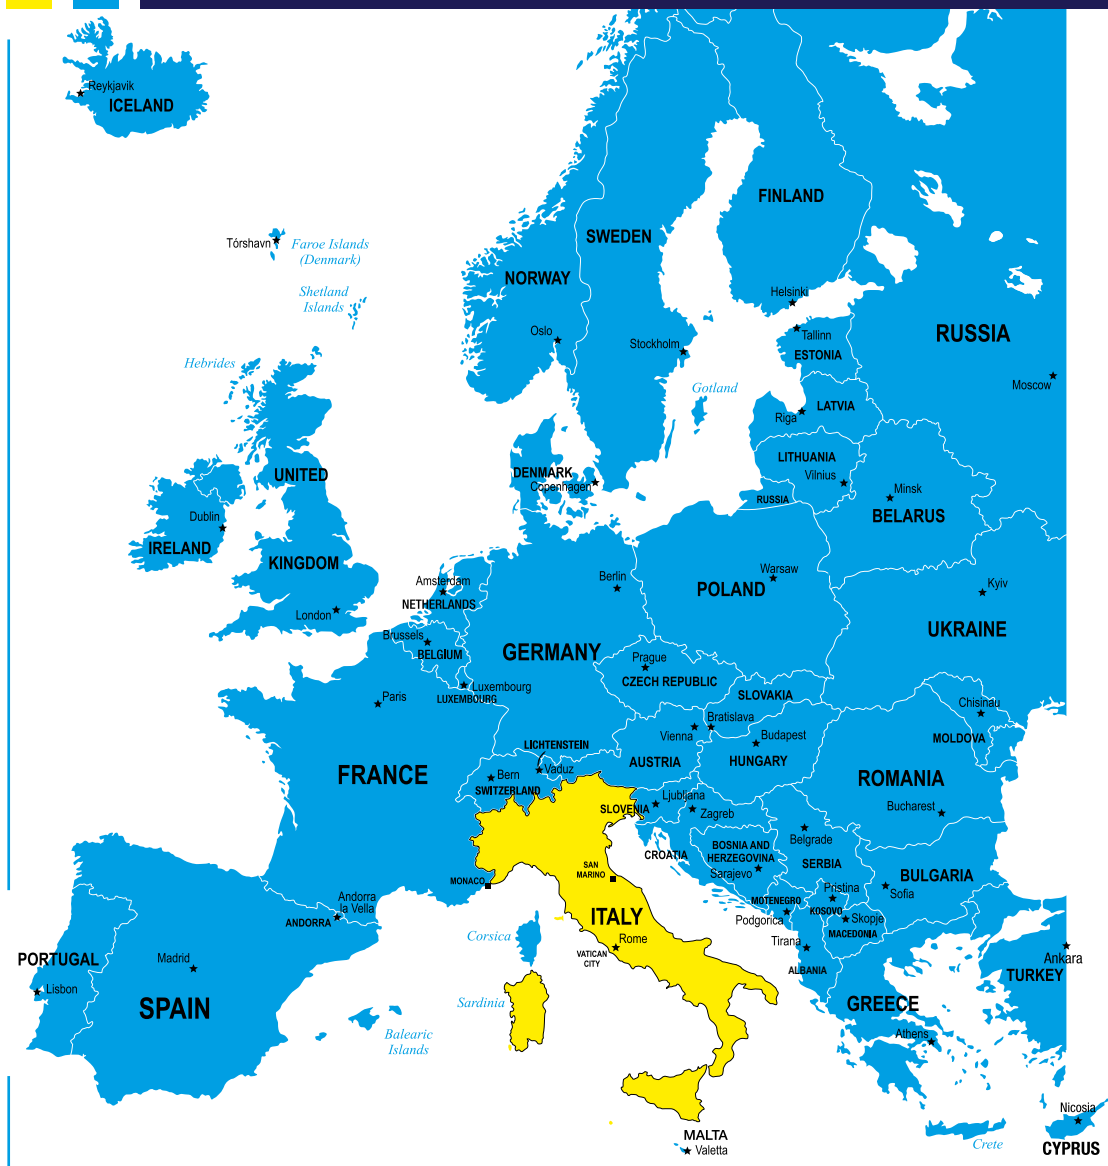 Reykjavik
ICELAND
FINLAND
SWEDEN
Tórshavn
Faroe Islands
(Denmark)
NORWAY
Shetland
Islands
Helsinki
Oslo
Stockholm
Tallinn
RUSSIA
ESTONIA
Hebrides
Moscow
Gotland
LATVIA
Riga
LITHUANIA
Vilnius
UNITED
DENMARK
Copenhagen
RUSSIA
Minsk
BELARUS
Dublin
IRELAND
KINGDOM
Amsterdam
NETHERLANDS
Berlin
Warsaw
POLAND
Kyiv
London
UKRAINE
Brussels
BELGIUM
GERMANY
Prague
CZECH REPUBLIC
Luxembourg
LUXEMBOURG
SLOVAKIA
Paris
Chisinau
Bratislava
Vienna
Budapest
MOLDOVA
LICHTENSTEIN
AUSTRIA
HUNGARY
FRANCE
Bern
Vaduz
SWITZERLAND
ROMANIA
Ljubljana
SLOVENIA
Zagreb
Bucharest
Belgrade
CROATIA
BOSNIA AND
HERZEGOVINA
Sarajevo
SERBIA
SAN
MARINO
MONACO
BULGARIA
Pristina
Sofia
Andorra
la Vella
ANDORRA
ITALY
MOTENEGRO
KOSOVO
Podgorica
Skopje
MACEDONIA
Corsica
Rome
VATICAN
CITY
Tirana
ALBANIA
PORTUGAL
Madrid
Lisbon
SPAIN
Sardinia
Ankara
TURKEY
GREECE
Athens
Balearic
Islands
Nicosia
MALTA
Valetta
Crete
CYPRUS